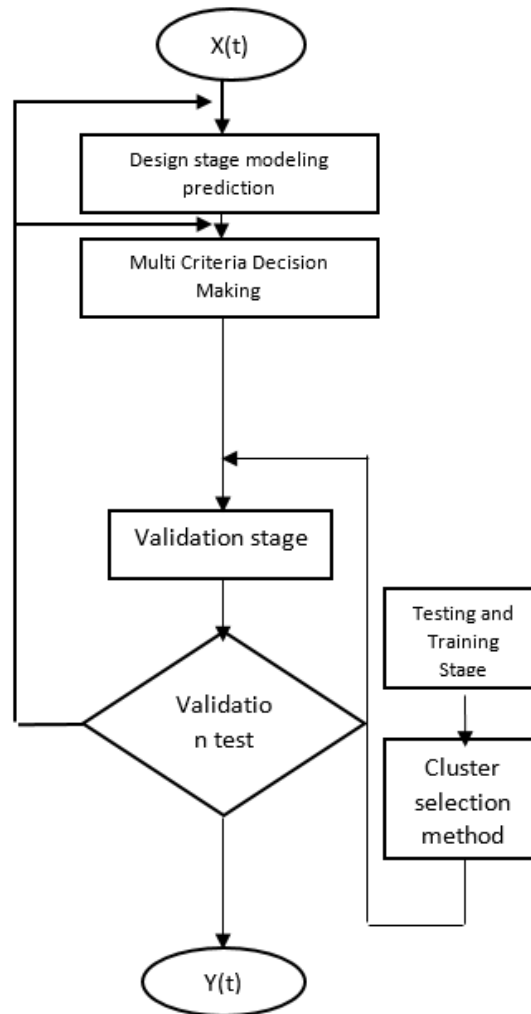 X(t)
Design stage modeling
prediction
Multi Criteria Decision
Making
Validation stage
Testing and
Training
Stage
Validatio
n test
Cluster
selection
method
Y(t)